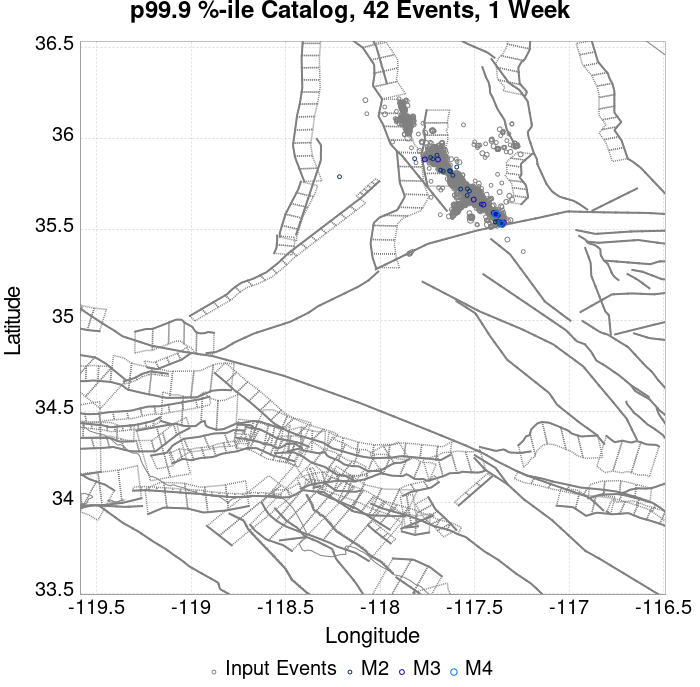 p99.9 %-ile Catalog, 42 Events, 1 Week
36.5
36
35.5
35
34.5
34
33.5
Latitude
-119.5 -119 -118.5 -118 -117.5 -117 -116.5
Longitude
Input Events M2 M3 M4